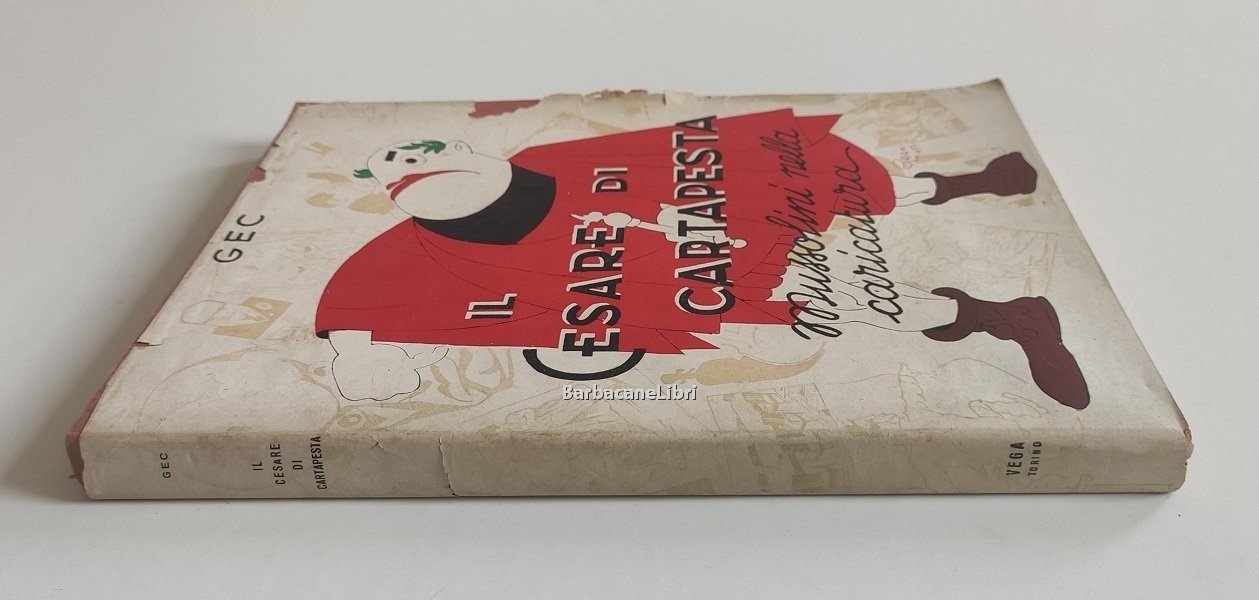 GEC
IL
CESARE DI
CARTAPESTA
Mussolini nella
caricatura
BarbacaneLibri
GEC
IL
CESARE
DI
CARTAPESTA
VEGA
TORINO